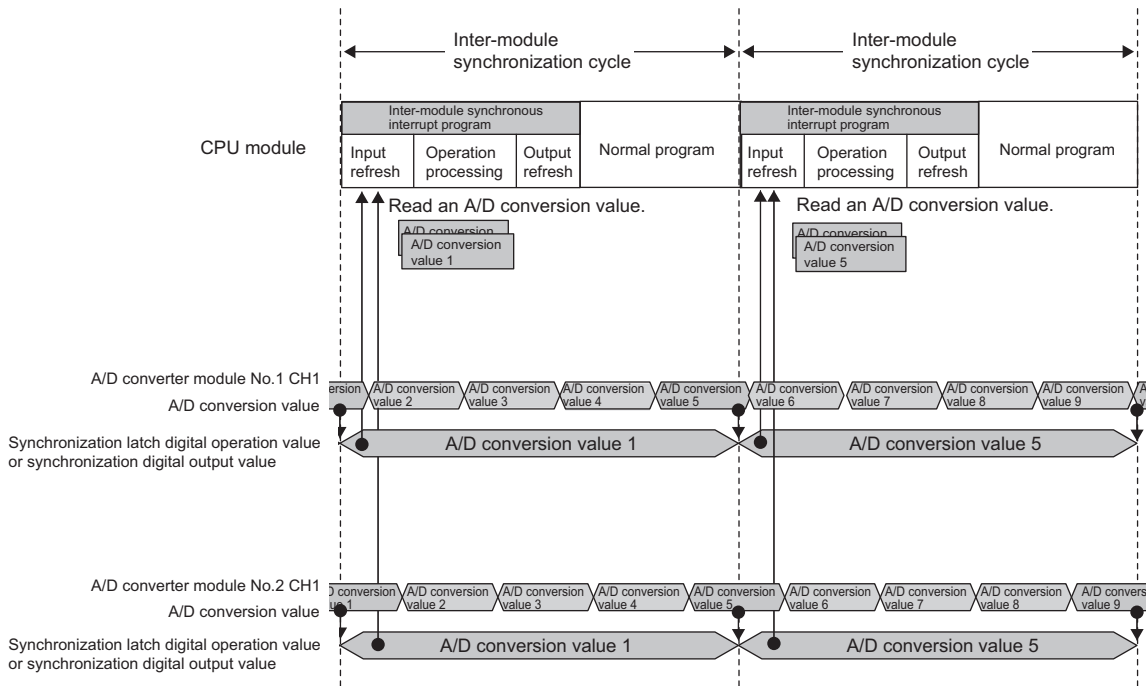 Inter-module
synchronization cycle
Inter-module
synchronization cycle
CPU module
Inter-module synchronous
interrupt program
Input
refresh
Operation
processing
Output
refresh
Normal program
Inter-module synchronous
interrupt program
Input
refresh
Operation
processing
Output
refresh
Normal program
Read an A/D conversion value.
A/D conversion
A/D conversion
value 1
Read an A/D conversion value.
A/D conversion
A/D conversion
value 5
A/D converter module No.1 CH1
A/D conversion value
A/D conversion
value 2
A/D conversion
value 3
A/D conversion
value 4
A/D conversion
value 5
A/D conversion
value 6
A/D conversion
value 7
A/D conversion
value 8
A/D conversion
value 9
Synchronization latch digital operation value
or synchronization digital output value
A/D conversion value 1
A/D conversion value 5
A/D converter module No.2 CH1
A/D conversion value
conversion
1
A/D conversion
value 2
A/D conversion
value 3
A/D conversion
value 4
A/D conversion
value 5
A/D conversion
value 6
A/D conversion
value 7
A/D conversion
value 8
A/D convers
value 9
Synchronization latch digital operation value
or synchronization digital output value
A/D conversion value 1
A/D conversion value 5